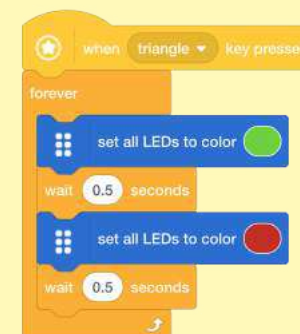 when triangle key presse
forever
set all LEDs to color
wait 0.5 seconds
set all LEDs to color
wait 0.5 seconds